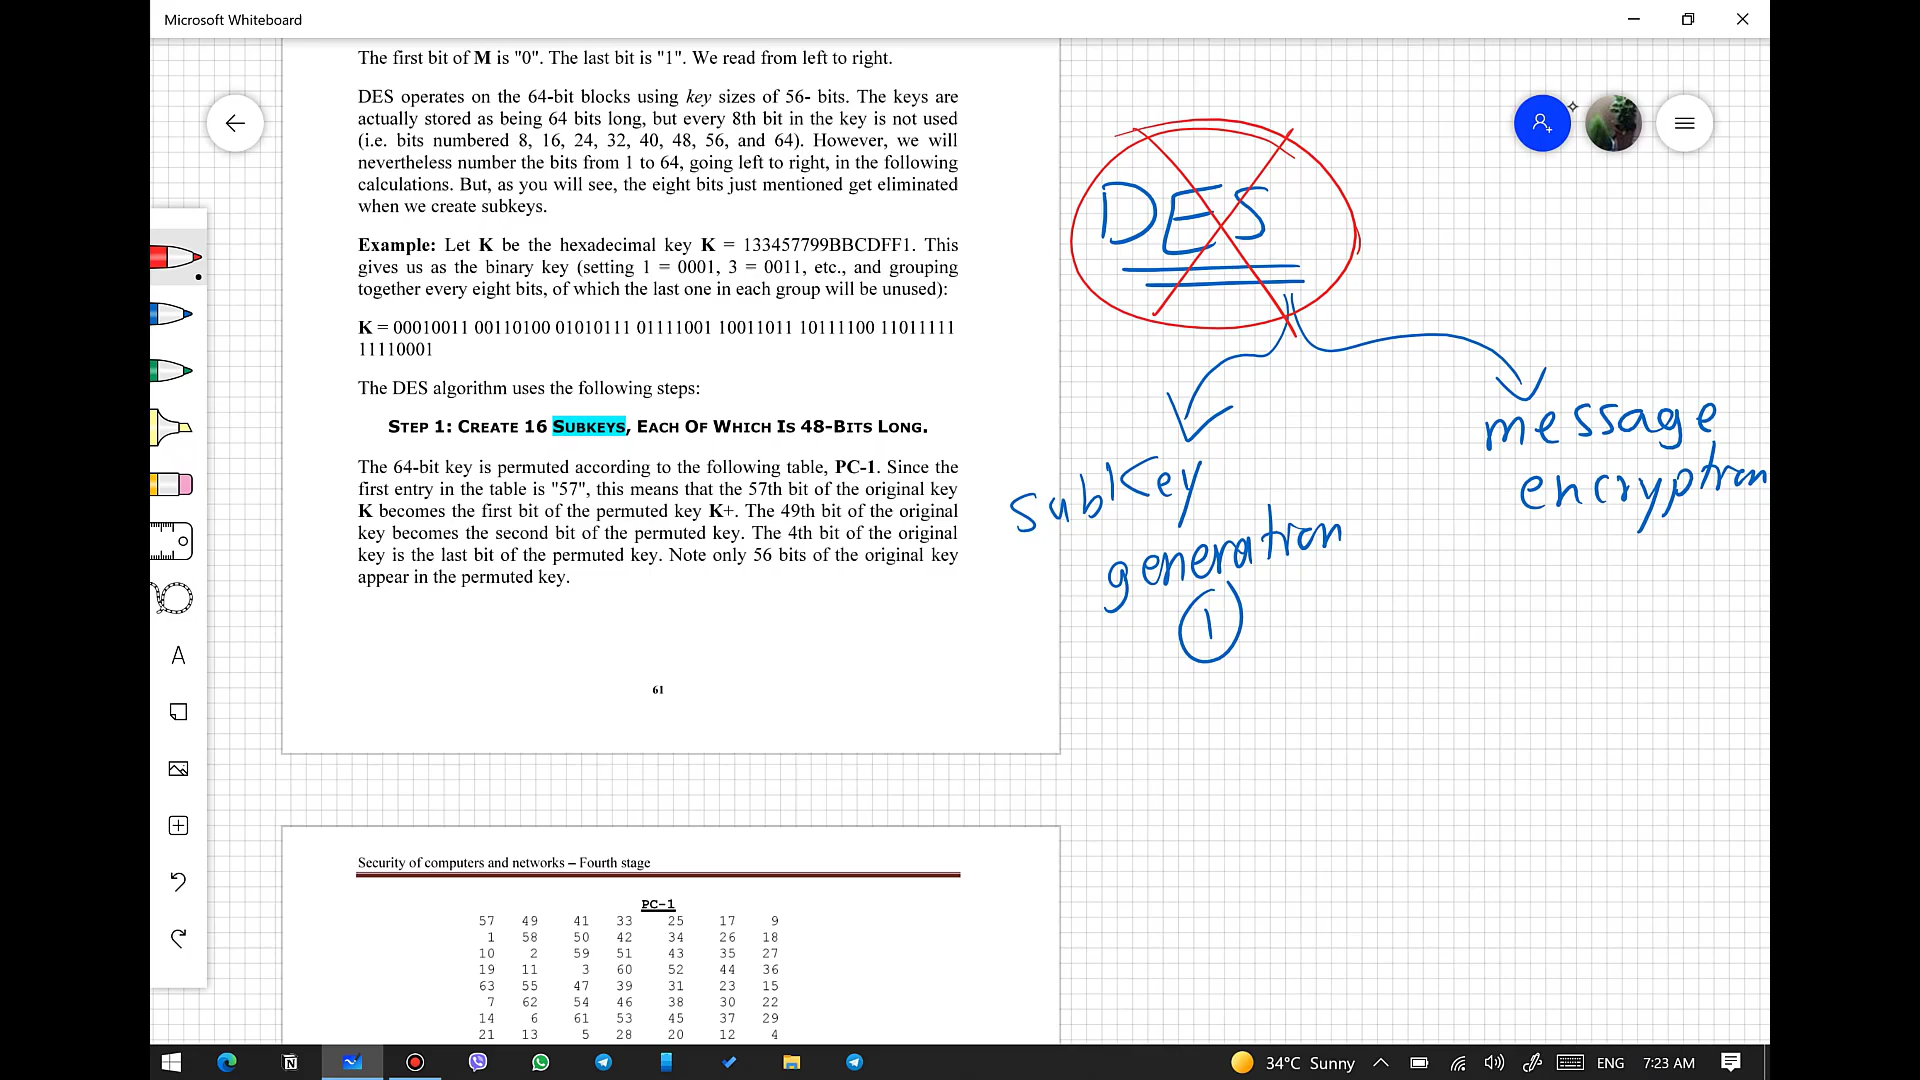 Microsoft Whiteboard
The first bit of M is "0". The last bit is "1". We read from left to right.
DES operates on the 64-bit blocks using key sizes of 56- bits. The keys are
actually stored as being 64 bits long, but every 8th bit in the key is not used
(i.e. bits numbered 8, 16, 24, 32, 40, 48, 56, and 64). However, we will
nevertheless number the bits from 1 to 64, going left to right, in the following
calculations. But, as you will see, the eight bits just mentioned get eliminated
when we create subkeys.
Example: Let K be the hexadecimal key K = 133457799BBCDFF1. This
gives us as the binary key (setting 1 = 0001, 3 = 0011, etc., and grouping
together every eight bits, of which the last one in each group will be unused):
K = 00010011 00110100 01010111 01111001 10011011 10111100 11011111
11110001
The DES algorithm uses the following steps:
STEP 1: CREATE 16 SUBKEYS, EACH OF WHICH IS 48-BITS LONG.
The 64-bit key is permuted according to the following table, PC-1. Since the
first entry in the table is "57", this means that the 57th bit of the original key
K becomes the first bit of the permuted key K+. The 49th bit of the original
key becomes the second bit of the permuted key. The 4th bit of the original
key is the last bit of the permuted key. Note only 56 bits of the original key
appear in the permuted key.
61
Security of computers and networks – Fourth stage
PC-1
57 49 41 33 25 17 9
1 58 50 42 34 26 18
10 2 59 51 43 35 27
19 11 3 60 52 44 36
63 55 47 39 31 23 15
7 62 54 46 38 30 22
14 6 61 53 45 37 29
21 13 5 28 20 12 4
DES
SubKey
generation
1
message
encryption
34°C Sunny
ENG
7:23 AM